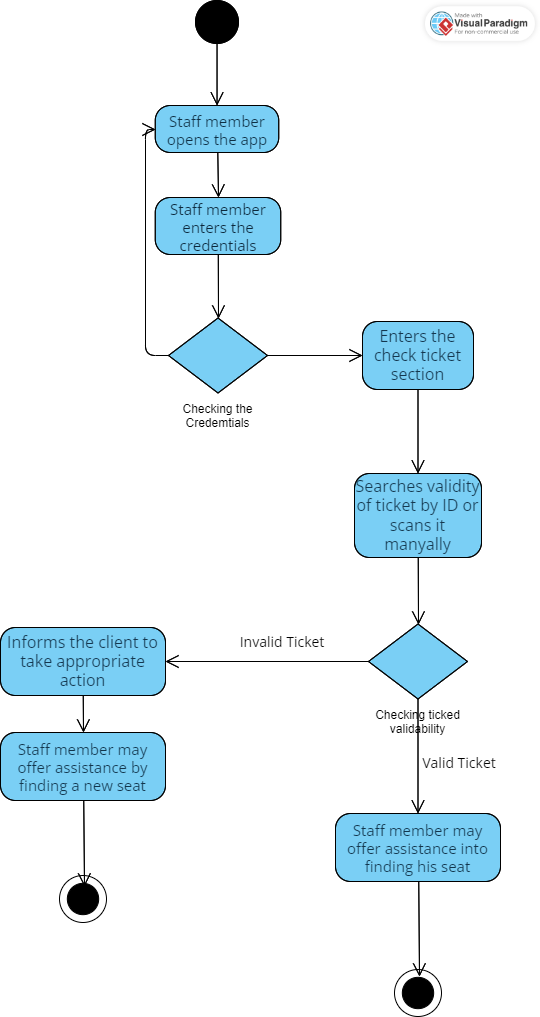 Made with
Visual Paradigm
For non-commercial use
Staff member
opens the app
Staff member
enters the
credentials
Enters the
check ticket
section
Checking the
Credemtials
Searches validity
of ticket by ID or
scans it
manyally
Informs the client to
take appropriate
action
Invalid Ticket
Checking ticked
validability
Staff member may
offer assistance by
finding a new seat
Valid Ticket
Staff member may
offer assistance into
finding his seat